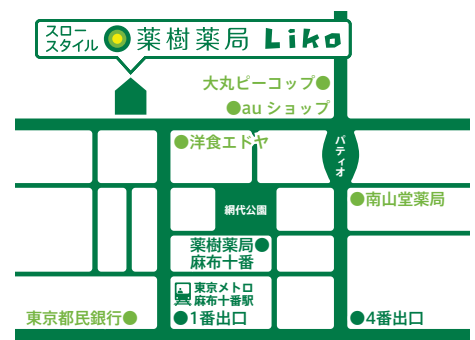 スロー
スタイル
薬樹薬局 Liko
大丸ピーコップ●
●auショップ
●洋食エドヤ
パティオ
●南山堂薬局
網代公園
薬樹薬局●
麻布十番
東京メトロ
麻布十番駅
東京都民銀行●
●1番出口
●4番出口